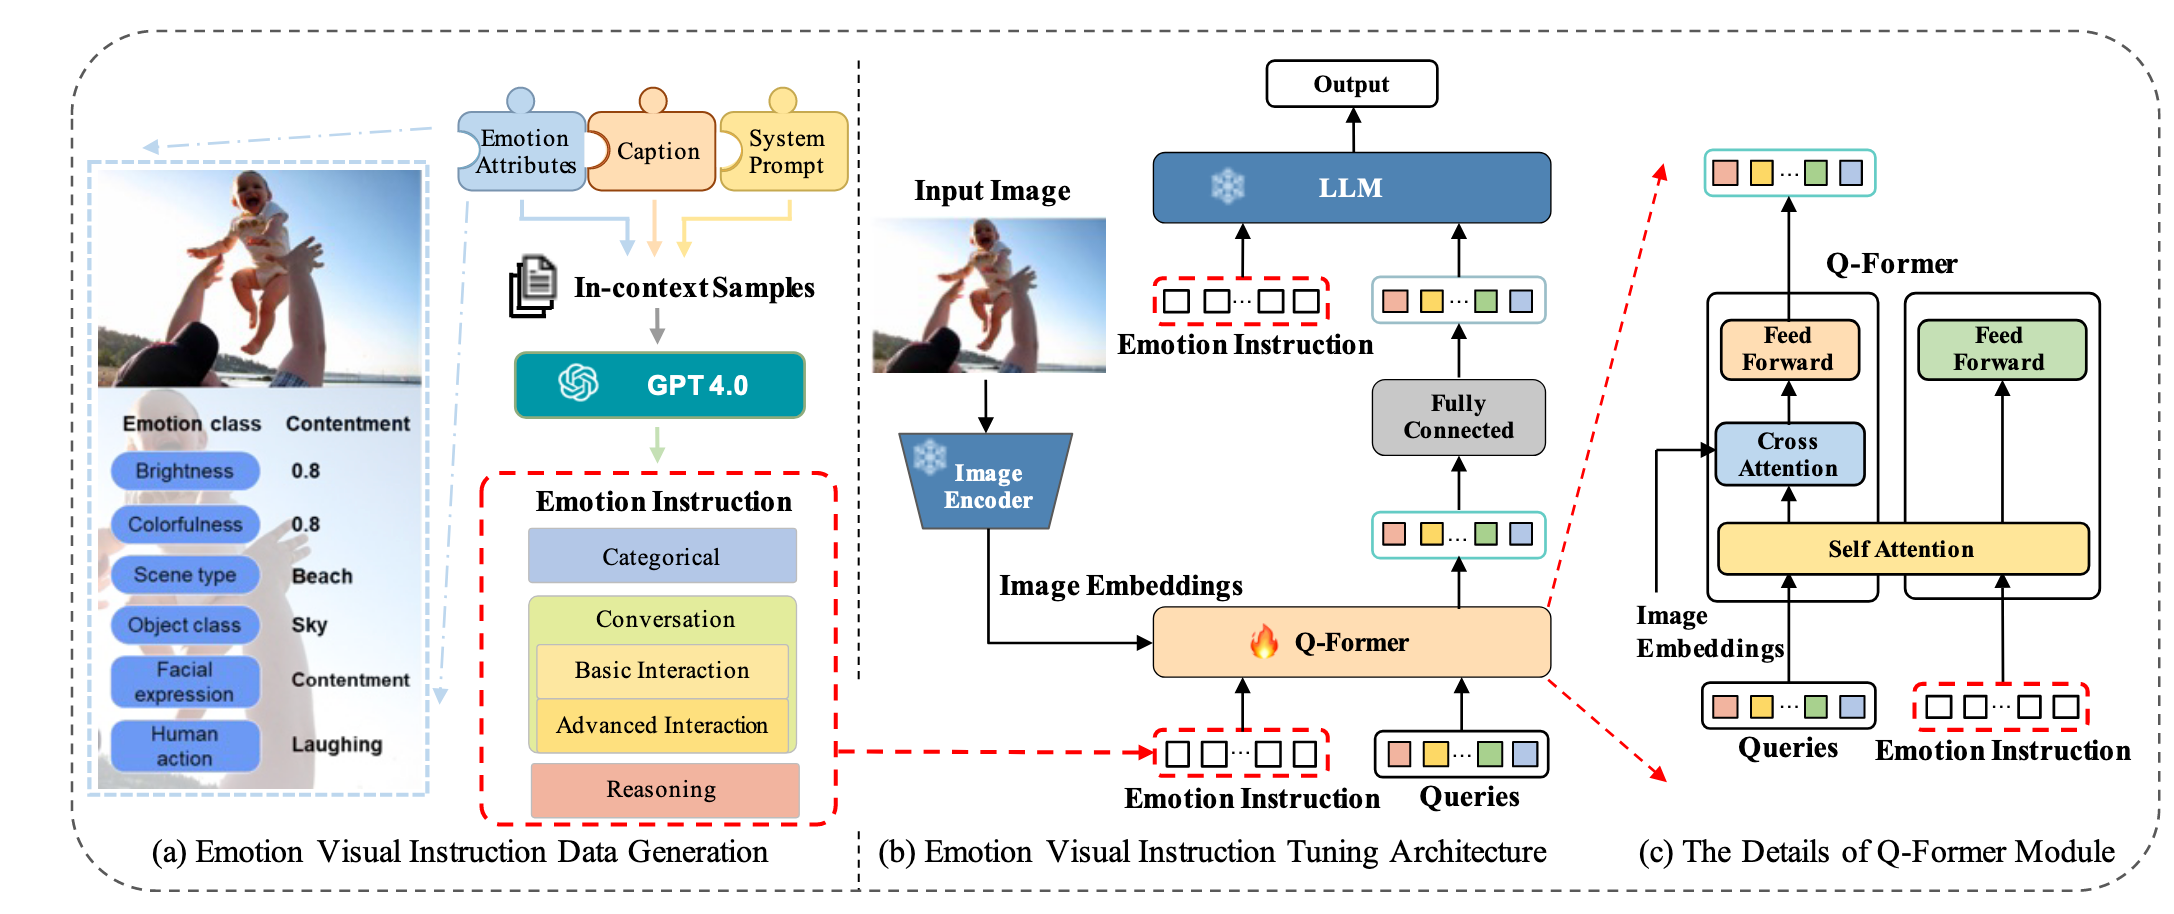 Emotion
Attributes
Caption
System
Prompt
In-context Samples
GPT 4.0
Emotion class Contentment
Brightness 0.8
Colorfulness 0.8
Scene type Beach
Object class Sky
Facial
expression
Contentment
Human
action
Laughing
Emotion Instruction
Categorical
Conversation
Basic Interaction
Advanced Interaction
Reasoning
(a) Emotion Visual Instruction Data Generation
Output
LLM
Input Image
...
Emotion Instruction
...
Fully
Connected
Image
Encoder
...
Image Embeddings
Q-Former
...
Emotion Instruction
...
Queries
(b) Emotion Visual Instruction Tuning Architecture
...
Q-Former
Feed
Forward
Feed
Forward
Cross
Attention
Self Attention
Image
Embeddings
...
Queries
...
Emotion Instruction
(c) The Details of Q-Former Module